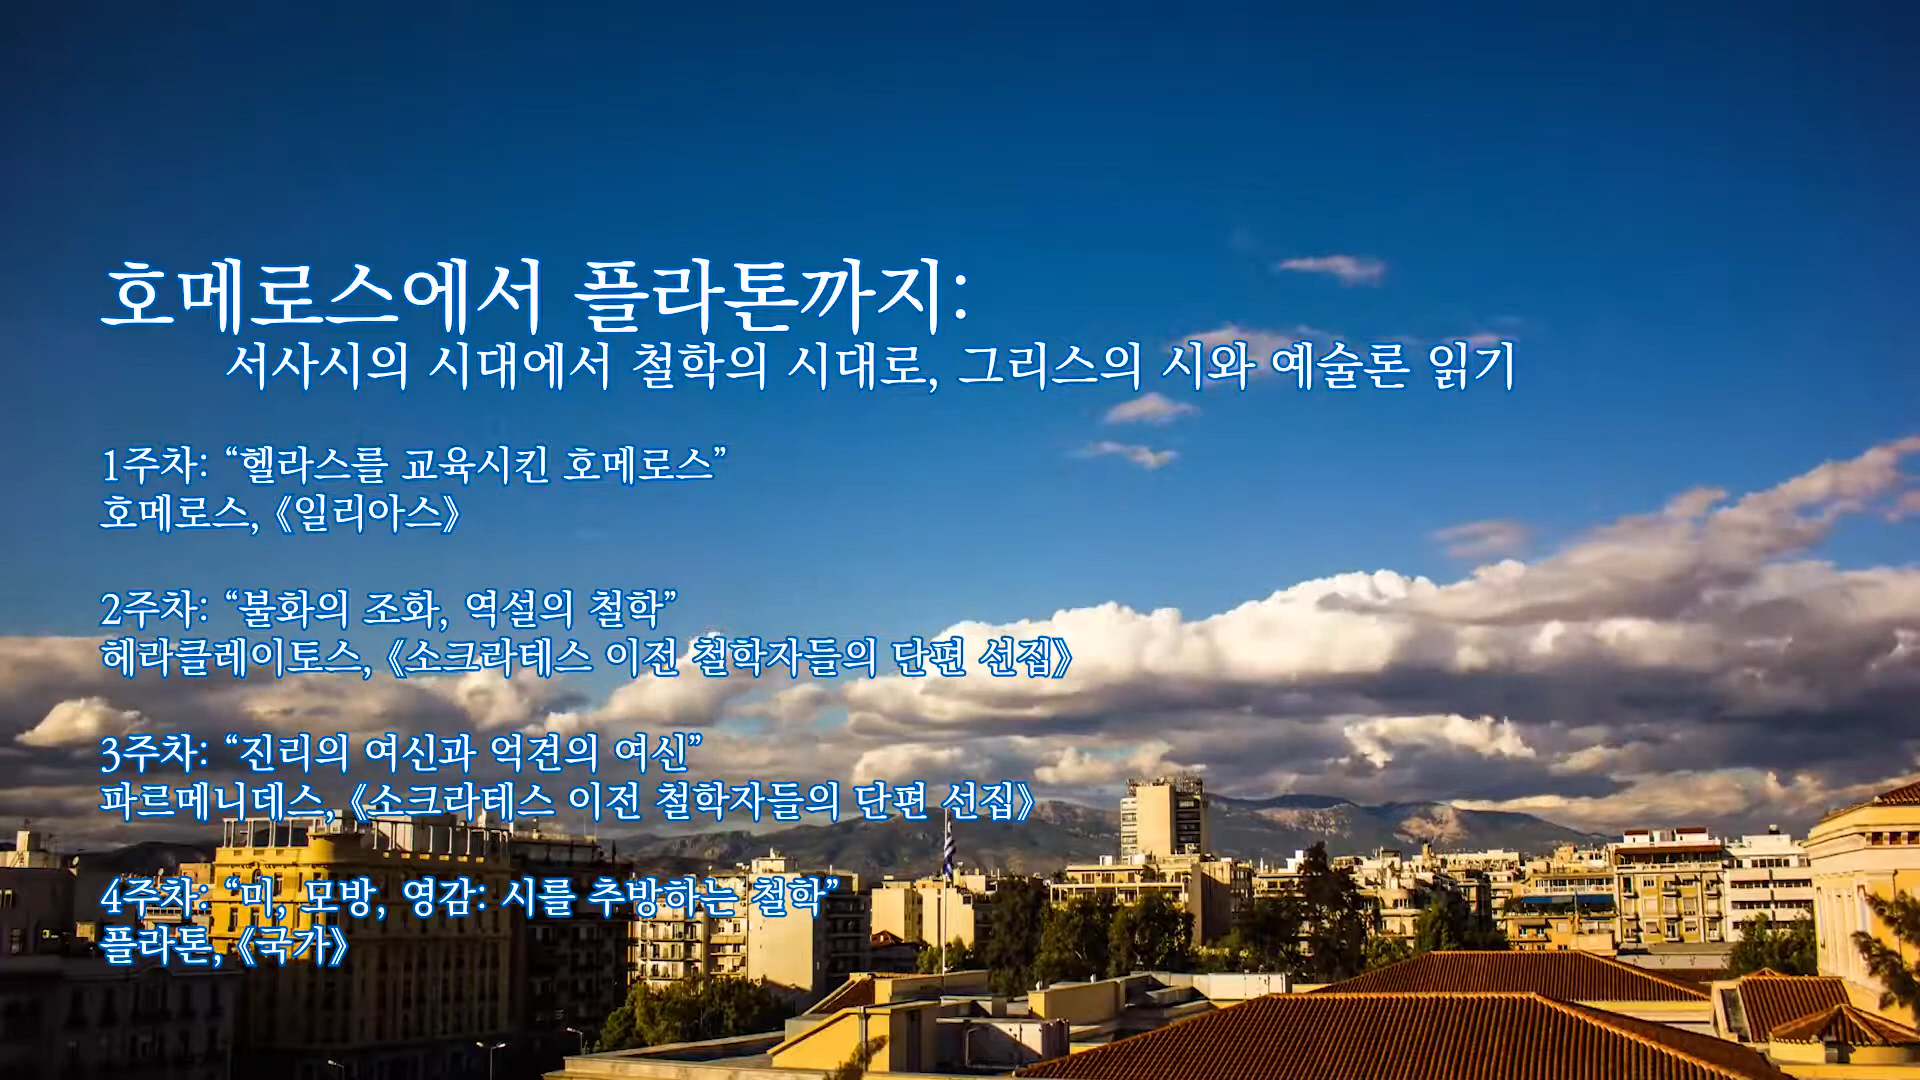 호메로스에서 플라톤까지:
서사시의 시대에서 철학의 시대로, 그리스의 시와 예술론 읽기
1주차: “헬라스를 교육시킨 호메로스”
호메로스, 《일리아스》
2주차: “불화의 조화, 역설의 철학”
헤라클레이토스, 《소크라테스 이전 철학자들의 단편 선집》
3주차: “진리의 여신과 억견의 여신”
파르메니데스, 《소크라테스 이전 철학자들의 단편 선집》
4주차: “미, 모방, 영감: 시를 추방하는 철학”
플라톤, 《국가》